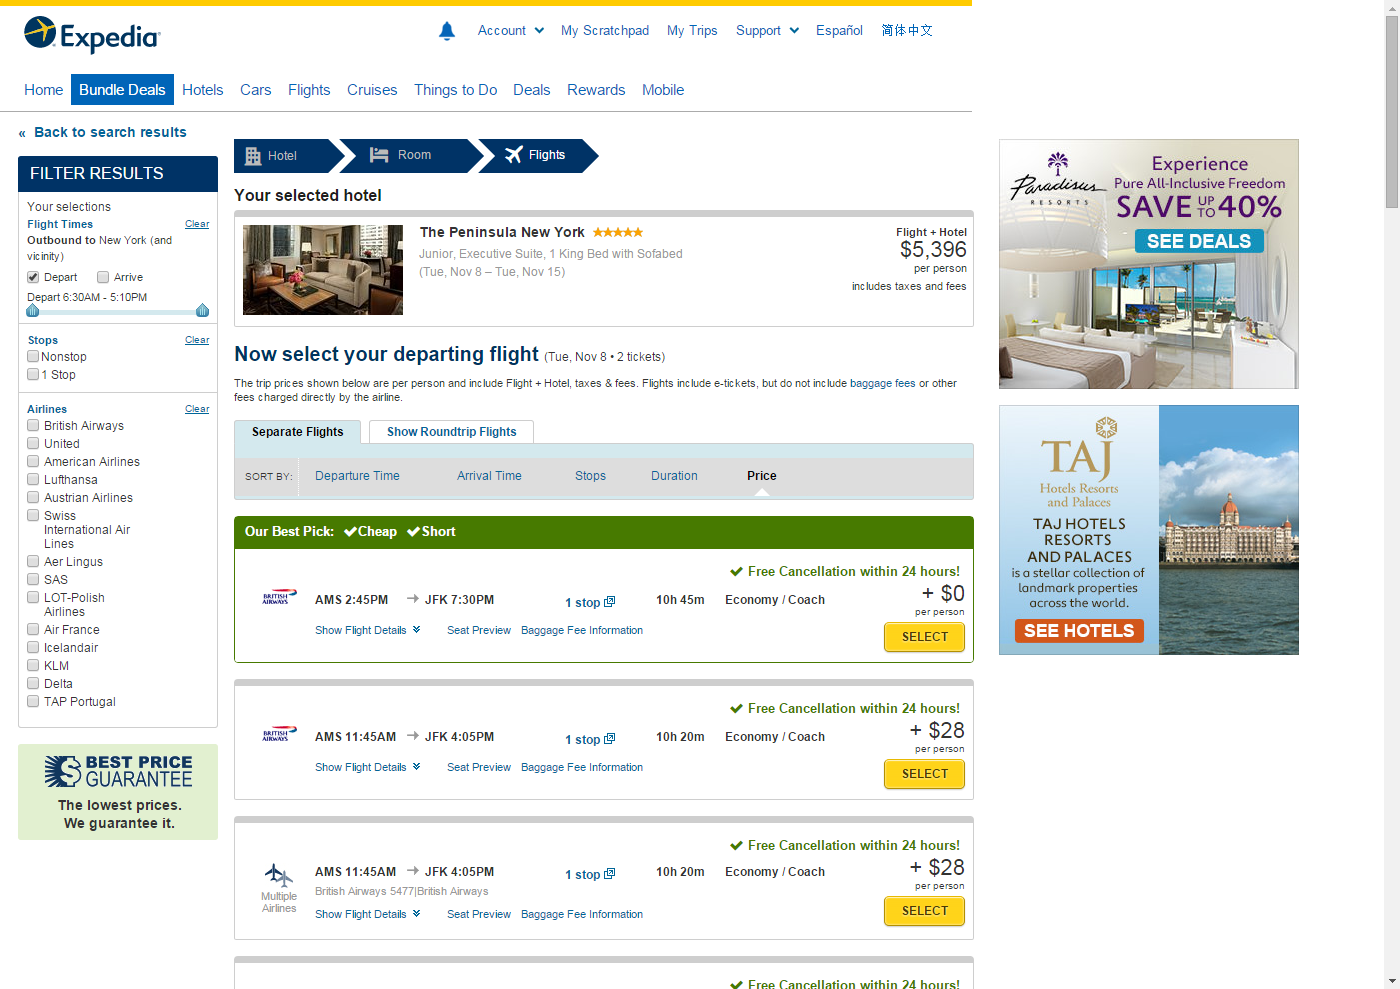 Expedia
Account
My Scratchpad
My Trips
Support
Español
简体中文
Home
Bundle Deals
Hotels
Cars
Flights
Cruises
Things to Do
Deals
Rewards
Mobile
« Back to search results
FILTER RESULTS
Your selections
Flight Times Clear
Outbound to New York (and
vicinity)
Depart Arrive
Depart 6:30AM - 5:10PM
Stops Clear
Nonstop
1 Stop
Airlines Clear
British Airways
United
American Airlines
Lufthansa
Austrian Airlines
Swiss
International Air
Lines
Aer Lingus
SAS
LOT-Polish
Airlines
Air France
Icelandair
KLM
Delta
TAP Portugal
BEST PRICE
GUARANTEE
The lowest prices.
We guarantee it.
Hotel
Room
Flights
Your selected hotel
The Peninsula New York
Junior, Executive Suite, 1 King Bed with Sofabed
(Tue, Nov 8 – Tue, Nov 15)
Flight + Hotel
$5,396
per person
includes taxes and fees
Now select your departing flight (Tue, Nov 8 • 2 tickets)
The trip prices shown below are per person and include Flight + Hotel, taxes & fees. Flights include e-tickets, but do not include baggage fees or other
fees charged directly by the airline.
Separate Flights
Show Roundtrip Flights
SORT BY:
Departure Time
Arrival Time
Stops
Duration
Price
Our Best Pick: Cheap Short
Free Cancellation within 24 hours!
BRITISH
AIRWAYS
AMS 2:45PM JFK 7:30PM
1 stop
10h 45m
Economy / Coach
+ $0
per person
Show Flight Details
Seat Preview
Baggage Fee Information
SELECT
Free Cancellation within 24 hours!
BRITISH
AIRWAYS
AMS 11:45AM JFK 4:05PM
1 stop
10h 20m
Economy / Coach
+ $28
per person
Show Flight Details
Seat Preview
Baggage Fee Information
SELECT
Free Cancellation within 24 hours!
Multiple
Airlines
AMS 11:45AM JFK 4:05PM
British Airways 5477|British Airways
1 stop
10h 20m
Economy / Coach
+ $28
per person
Show Flight Details
Seat Preview
Baggage Fee Information
SELECT
Free Cancellation within 24 hours!
Paradisus
RESORTS
Experience
Pure All-Inclusive Freedom
SAVE UP TO 40%
SEE DEALS
TAJ
Hotels Resorts
and Palaces
TAJ HOTELS
RESORTS
AND PALACES
is a stellar collection of
landmark properties
across the world.
SEE HOTELS